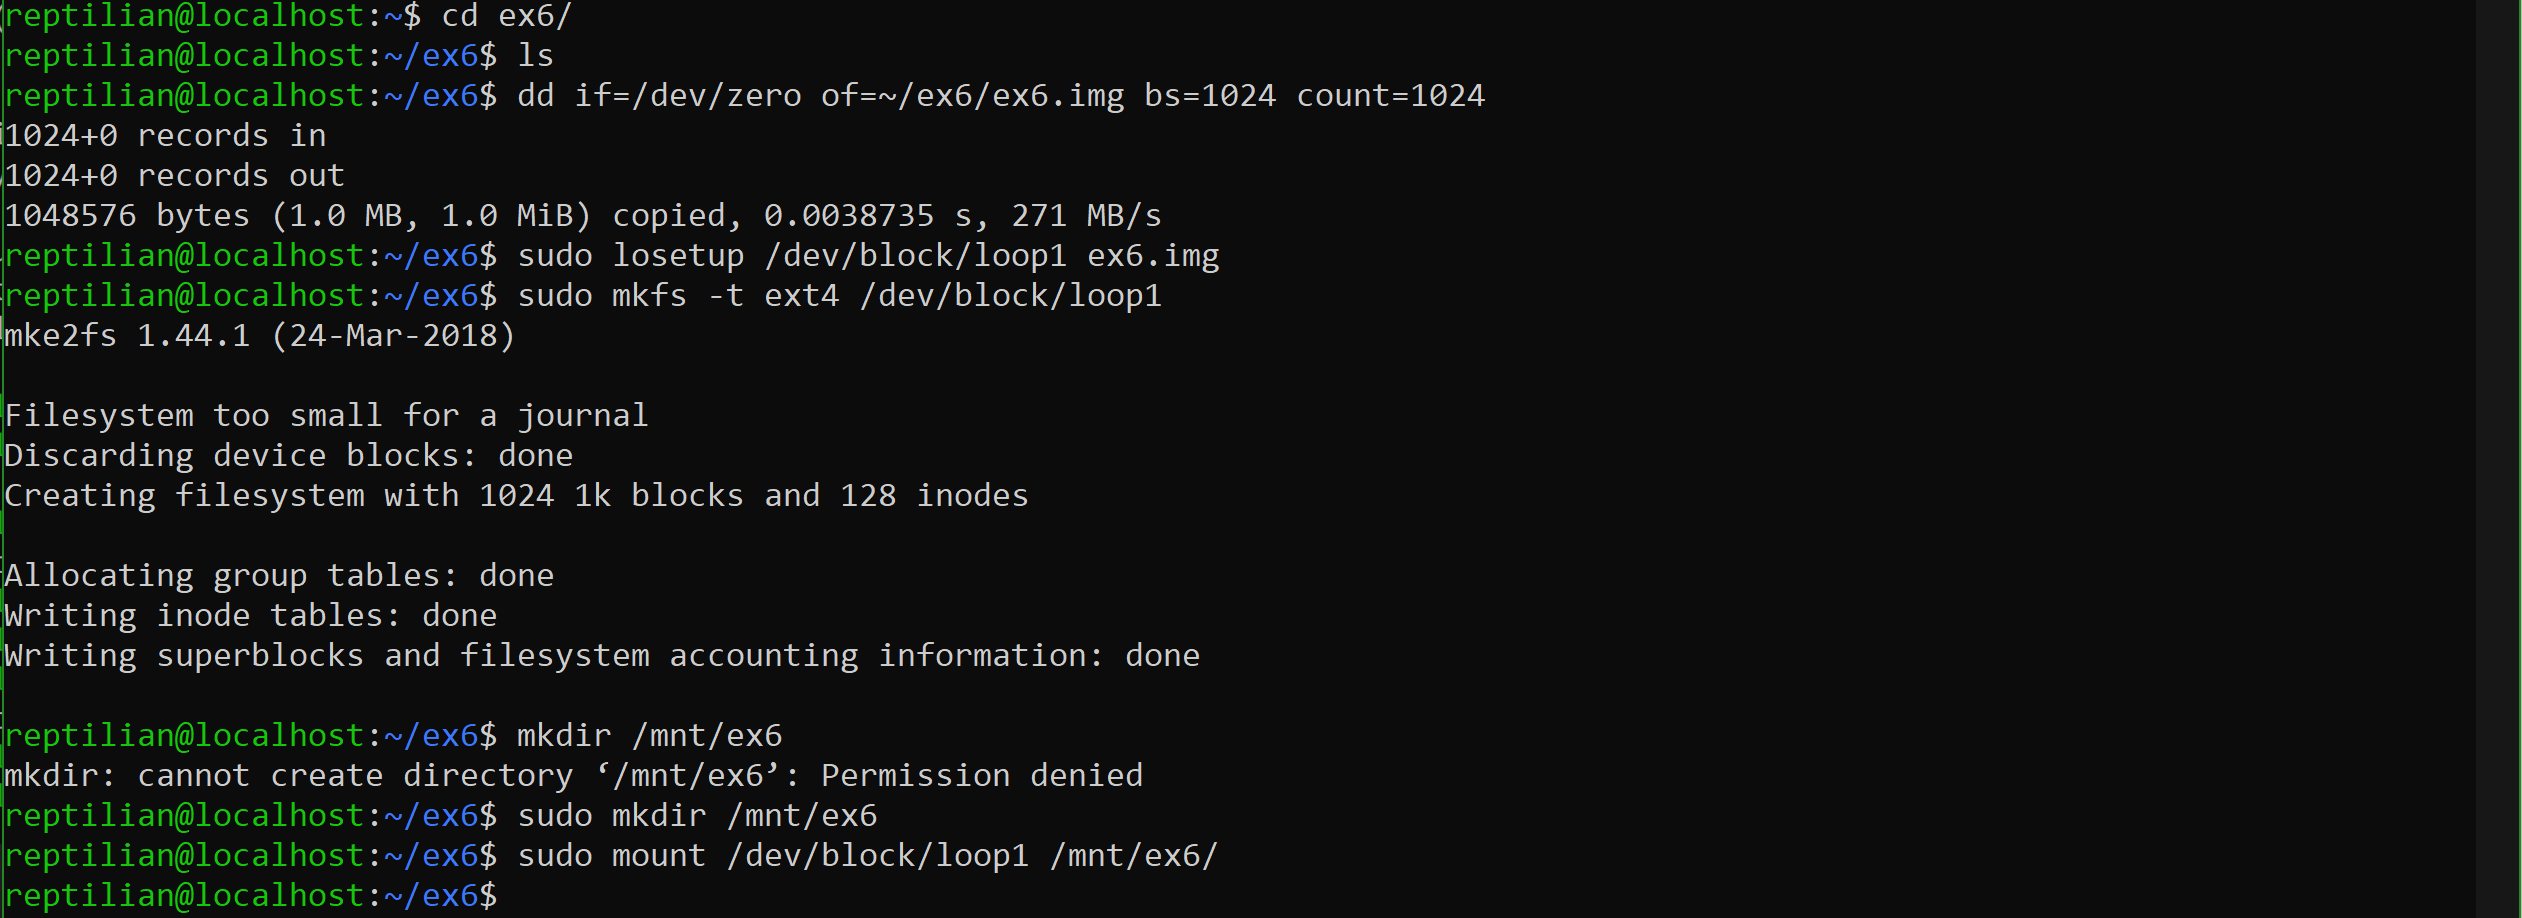 reptilian@localhost:~$ cd ex6/
reptilian@localhost:~/ex6$ ls
reptilian@localhost:~/ex6$ dd if=/dev/zero of=~/ex6/ex6.img bs=1024 count=1024
1024+0 records in
1024+0 records out
1048576 bytes (1.0 MB, 1.0 MiB) copied, 0.0038735 s, 271 MB/s
reptilian@localhost:~/ex6$ sudo losetup /dev/block/loop1 ex6.img
reptilian@localhost:~/ex6$ sudo mkfs -t ext4 /dev/block/loop1
mke2fs 1.44.1 (24-Mar-2018)
Filesystem too small for a journal
Discarding device blocks: done
Creating filesystem with 1024 1k blocks and 128 inodes
Allocating group tables: done
Writing inode tables: done
Writing superblocks and filesystem accounting information: done
reptilian@localhost:~/ex6$ mkdir /mnt/ex6
mkdir: cannot create directory ‘/mnt/ex6’: Permission denied
reptilian@localhost:~/ex6$ sudo mkdir /mnt/ex6
reptilian@localhost:~/ex6$ sudo mount /dev/block/loop1 /mnt/ex6/
reptilian@localhost:~/ex6$